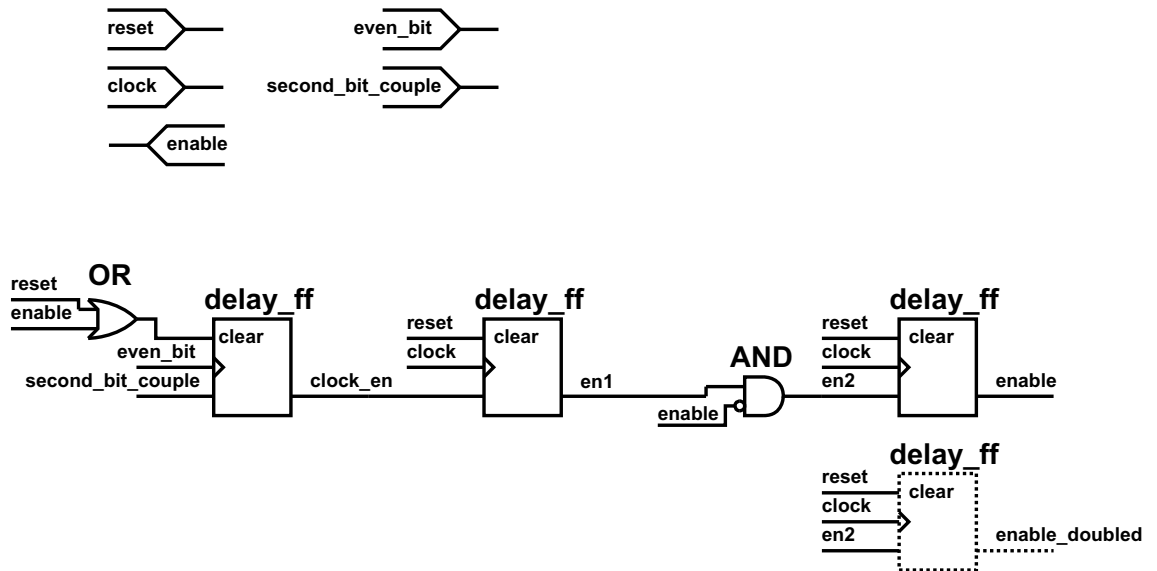 reset
even_bit
clock
second_bit_couple
enable
OR
reset
enable
delay_ff
clear
even_bit
second_bit_couple
clock_en
delay_ff
reset
clear
clock
en1
AND
enable
delay_ff
reset
clear
clock
en2
enable
delay_ff
reset
clear
clock
en2
enable_doubled